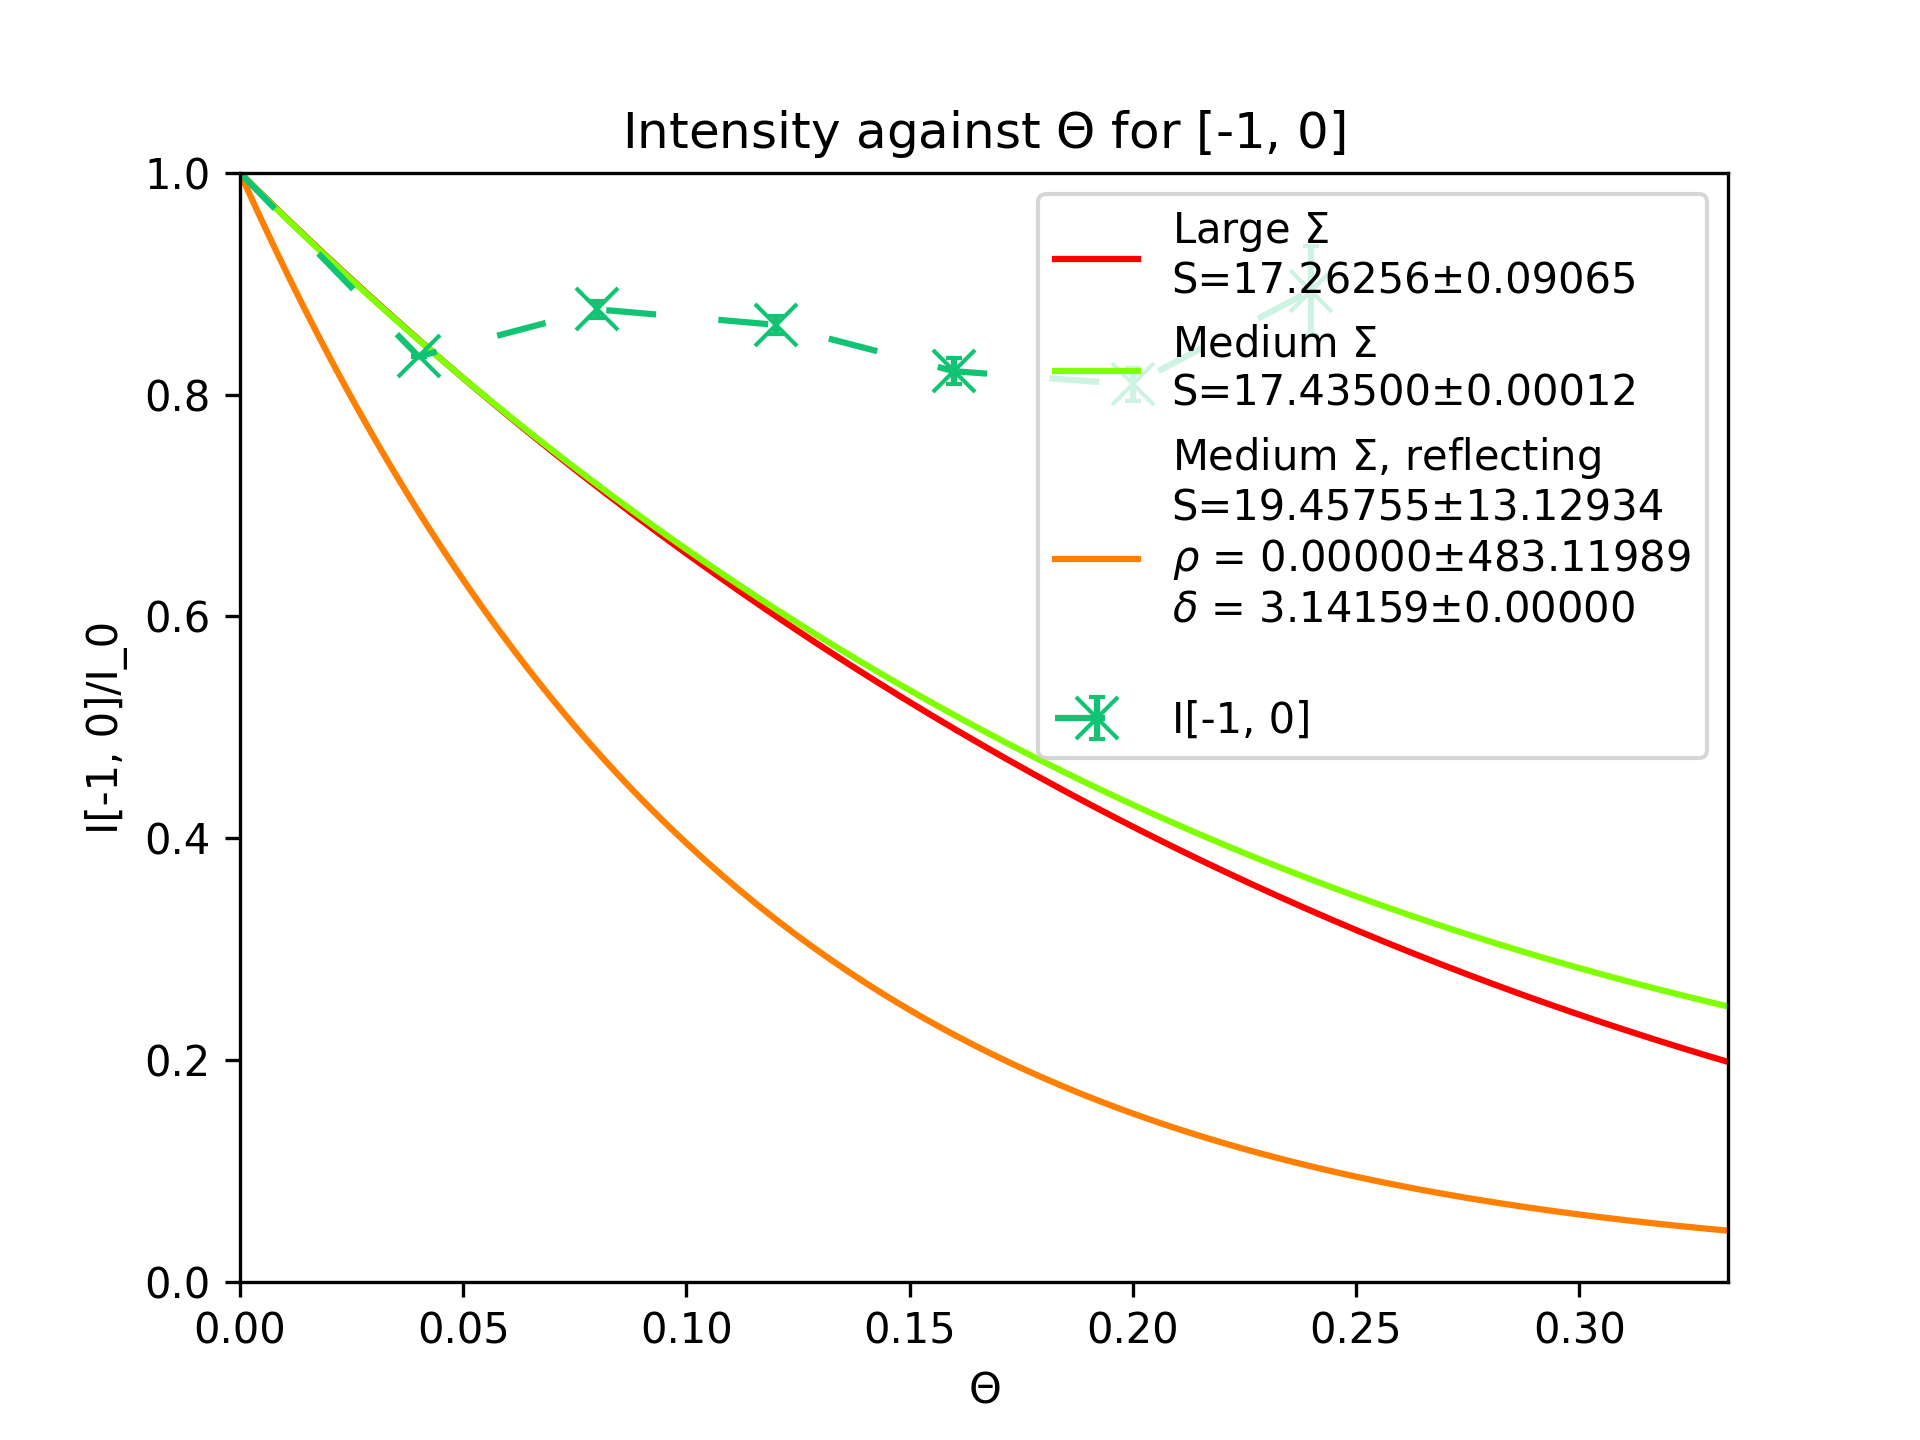 Intensity against Θ for [-1, 0]
I[-1, 0]/I_0
1.0
0.8
0.6
0.4
0.2
0.0
Large Σ
S=17.26256±0.09065
Medium Σ
S=17.43500±0.00012
Medium Σ, reflecting
S=19.45755±13.12934
ρ = 0.00000±483.11989
δ = 3.14159±0.00000
I[-1, 0]
0.00 0.05 0.10 0.15 0.20 0.25 0.30
Θ